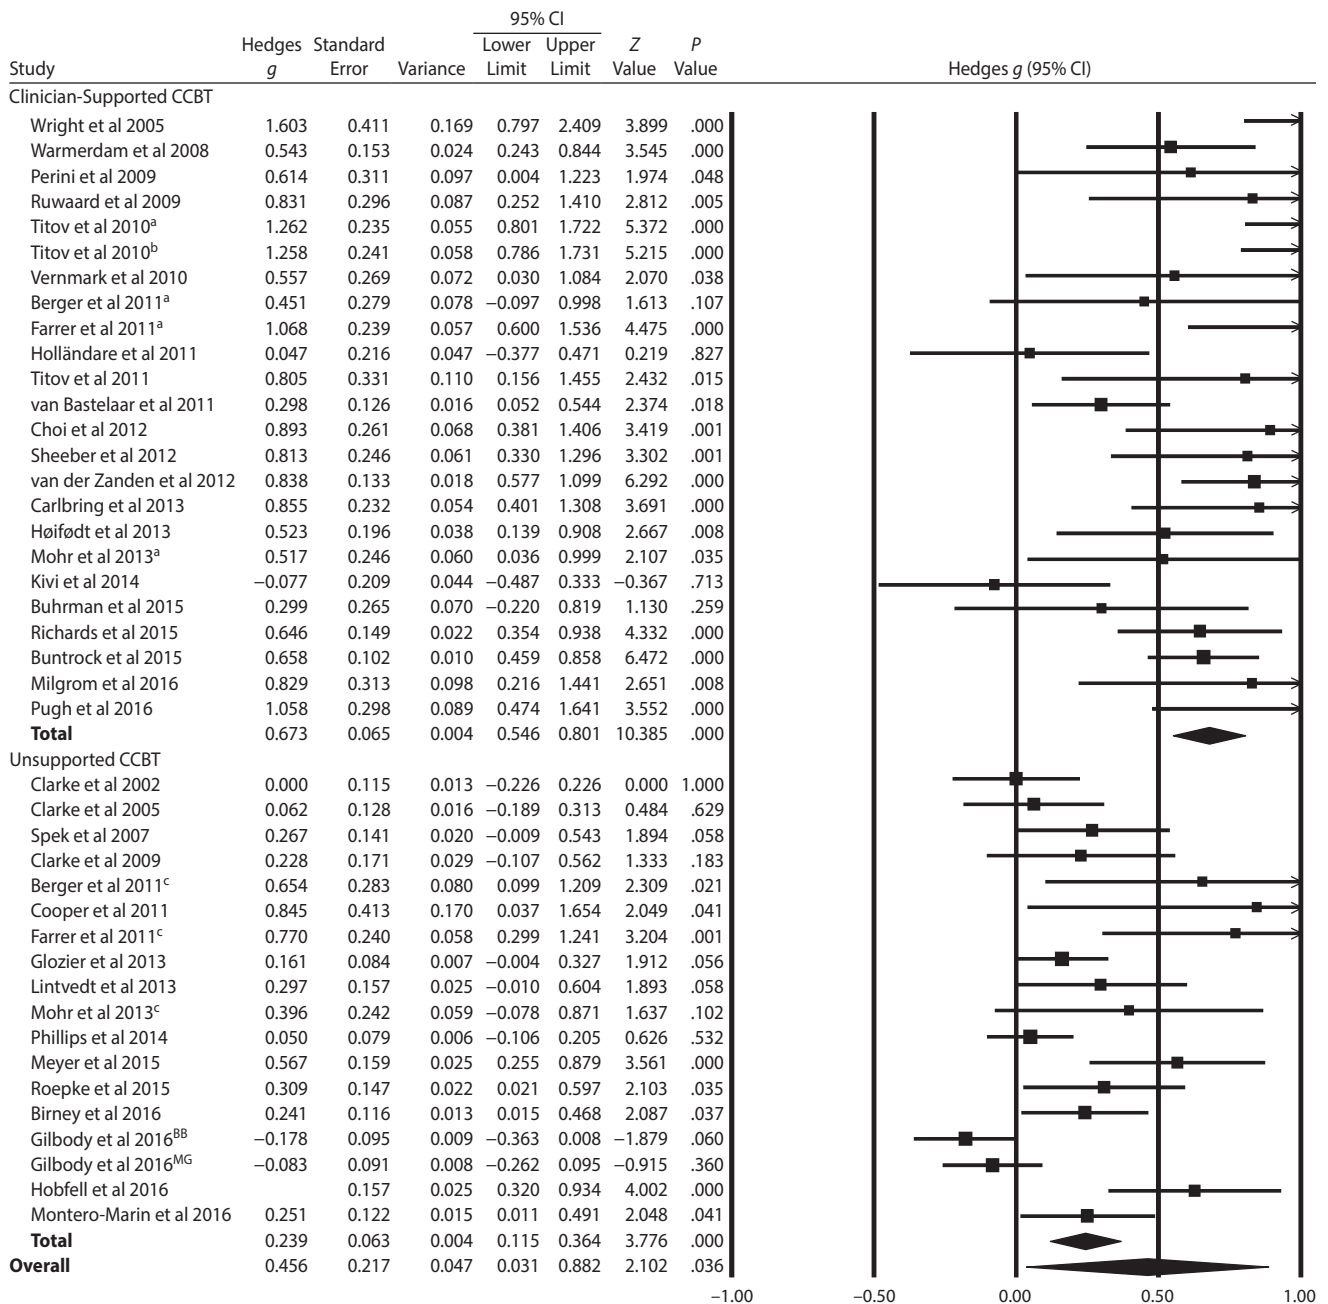 95% CI
Hedges Standard Lower Upper Z P
Study g Error Variance Limit Limit Value Value Hedges g (95% CI)
Clinician-Supported CCBT
Wright et al 2005 1.603 0.411 0.169 0.797 2.409 3.899 .000
Warmerdam et al 2008 0.543 0.153 0.024 0.243 0.844 3.545 .000
Perini et al 2009 0.614 0.311 0.097 0.004 1.223 1.974 .048
Ruwaard et al 2009 0.831 0.296 0.087 0.252 1.410 2.812 .005
Titov et al 2010a 1.262 0.235 0.055 0.801 1.722 5.372 .000
Titov et al 2010b 1.258 0.241 0.058 0.786 1.731 5.215 .000
Vernmark et al 2010 0.557 0.269 0.072 0.030 1.084 2.070 .038
Berger et al 2011a 0.451 0.279 0.078 −0.097 0.998 1.613 .107
Farrer et al 2011a 1.068 0.239 0.057 0.600 1.536 4.475 .000
Holländare et al 2011 0.047 0.216 0.047 −0.377 0.471 0.219 .827
Titov et al 2011 0.805 0.331 0.110 0.156 1.455 2.432 .015
van Bastelaar et al 2011 0.298 0.126 0.016 0.052 0.544 2.374 .018
Choi et al 2012 0.893 0.261 0.068 0.381 1.406 3.419 .001
Sheeber et al 2012 0.813 0.246 0.061 0.330 1.296 3.302 .001
van der Zanden et al 2012 0.838 0.133 0.018 0.577 1.099 6.292 .000
Carlbring et al 2013 0.855 0.232 0.054 0.401 1.308 3.691 .000
Høifødt et al 2013 0.523 0.196 0.038 0.139 0.908 2.667 .008
Mohr et al 2013a 0.517 0.246 0.060 0.036 0.999 2.107 .035
Kivi et al 2014 −0.077 0.209 0.044 −0.487 0.333 −0.367 .713
Buhrman et al 2015 0.299 0.265 0.070 −0.220 0.819 1.130 .259
Richards et al 2015 0.646 0.149 0.022 0.354 0.938 4.332 .000
Buntrock et al 2015 0.658 0.102 0.010 0.459 0.858 6.472 .000
Milgrom et al 2016 0.829 0.313 0.098 0.216 1.441 2.651 .008
Pugh et al 2016 1.058 0.298 0.089 0.474 1.641 3.552 .000
Total 0.673 0.065 0.004 0.546 0.801 10.385 .000
Unsupported CCBT
Clarke et al 2002 0.000 0.115 0.013 −0.226 0.226 0.000 1.000
Clarke et al 2005 0.062 0.128 0.016 −0.189 0.313 0.484 .629
Spek et al 2007 0.267 0.141 0.020 −0.009 0.543 1.894 .058
Clarke et al 2009 0.228 0.171 0.029 −0.107 0.562 1.333 .183
Berger et al 2011c 0.654 0.283 0.080 0.099 1.209 2.309 .021
Cooper et al 2011 0.845 0.413 0.170 0.037 1.654 2.049 .041
Farrer et al 2011c 0.770 0.240 0.058 0.299 1.241 3.204 .001
Glozier et al 2013 0.161 0.084 0.007 −0.004 0.327 1.912 .056
Lintvedt et al 2013 0.297 0.157 0.025 −0.010 0.604 1.893 .058
Mohr et al 2013c 0.396 0.242 0.059 −0.078 0.871 1.637 .102
Phillips et al 2014 0.050 0.079 0.006 −0.106 0.205 0.626 .532
Meyer et al 2015 0.567 0.159 0.025 0.255 0.879 3.561 .000
Roepke et al 2015 0.309 0.147 0.022 0.021 0.597 2.103 .035
Birney et al 2016 0.241 0.116 0.013 0.015 0.468 2.087 .037
Gilbody et al 2016BB −0.178 0.095 0.009 −0.363 0.008 −1.879 .060
Gilbody et al 2016MG −0.083 0.091 0.008 −0.262 0.095 −0.915 .360
Hobfell et al 2016 0.157 0.025 0.320 0.934 4.002 .000
Montero-Marin et al 2016 0.251 0.122 0.015 0.011 0.491 2.048 .041
Total 0.239 0.063 0.004 0.115 0.364 3.776 .000
Overall 0.456 0.217 0.047 0.031 0.882 2.102 .036
−1.00 −0.50 0.00 0.50 1.00